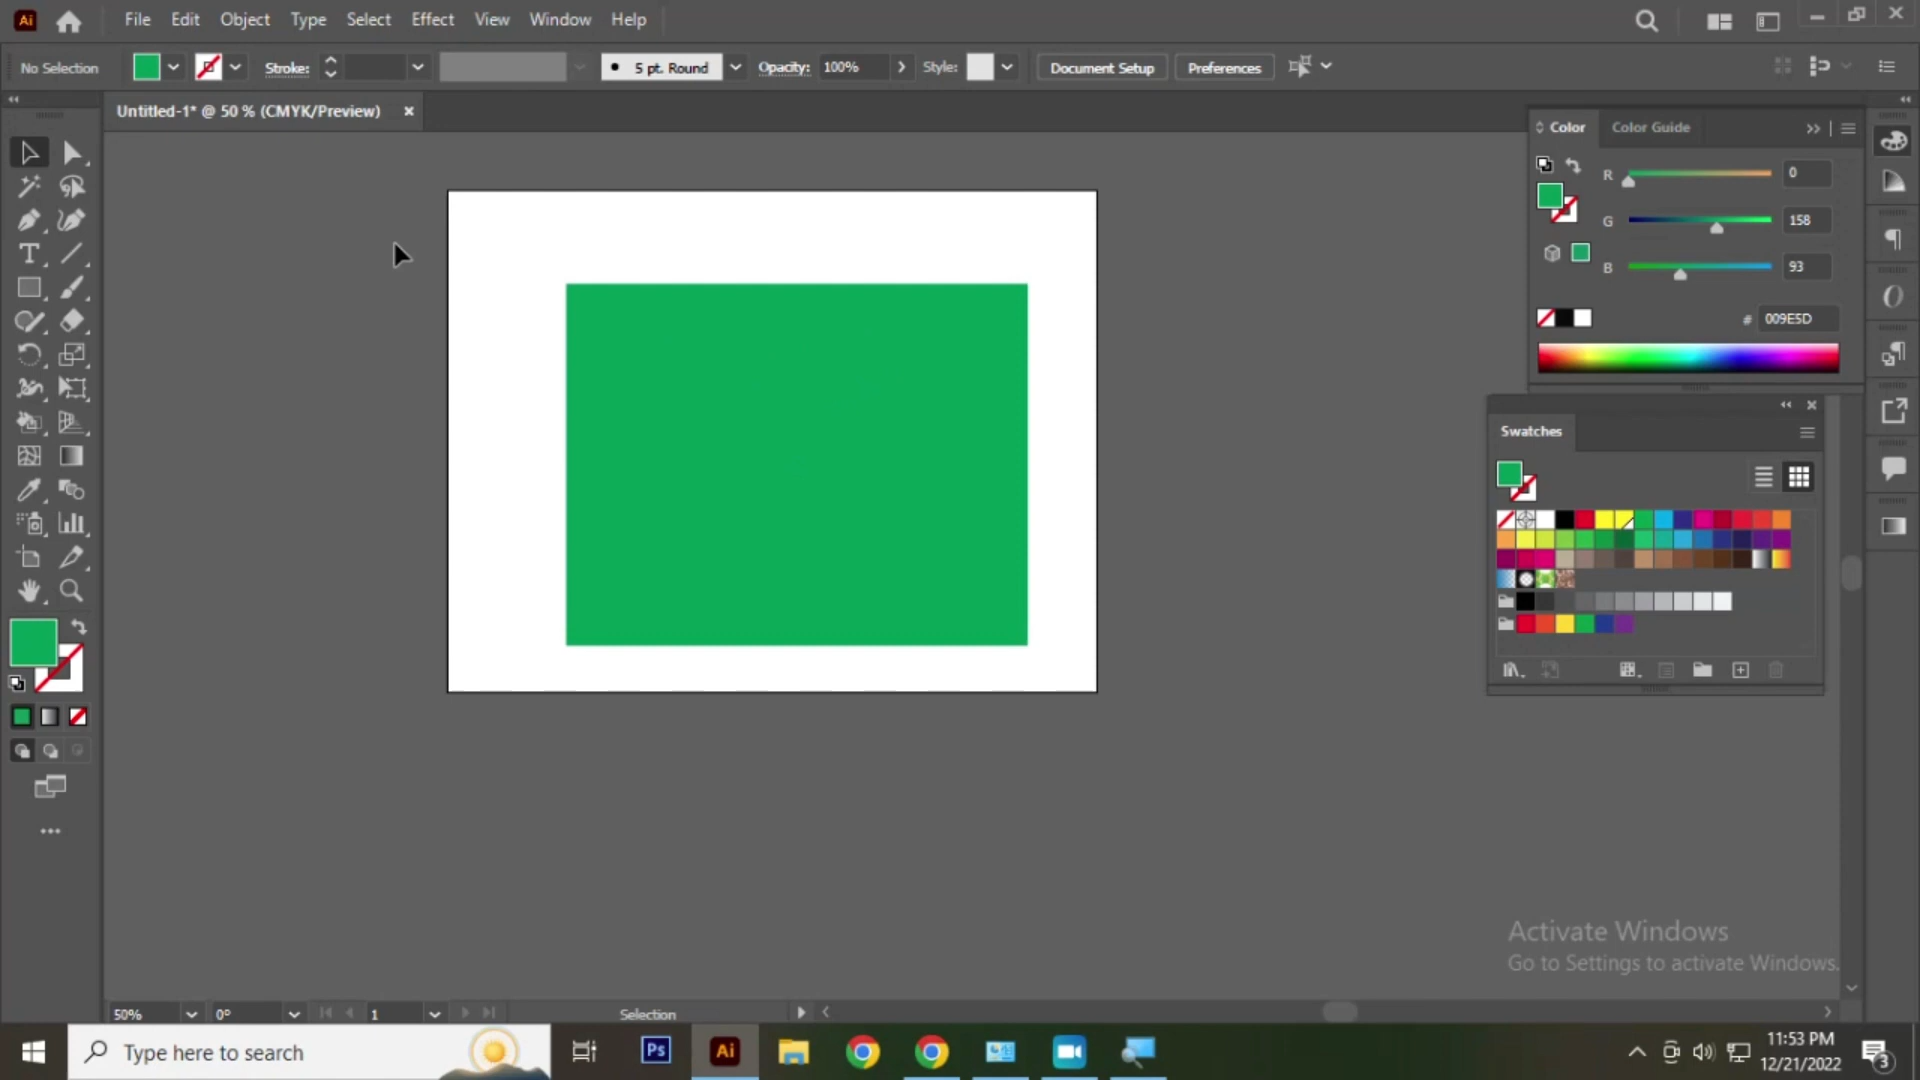 Ai File Edit Object Type Select Effect View Window Help
No Selection Stroke: 5 pt. Round Opacity: 100% Style: Document Setup Preferences
Untitled-1* @ 50 % (CMYK/Preview)
Color Color Guide
R 0
G 158
B 93
# 009E5D
Swatches
Activate Windows
Go to Settings to activate Windows.
50% 0° 1 Selection
Type here to search Ps Ai
11:53 PM
12/21/2022
3